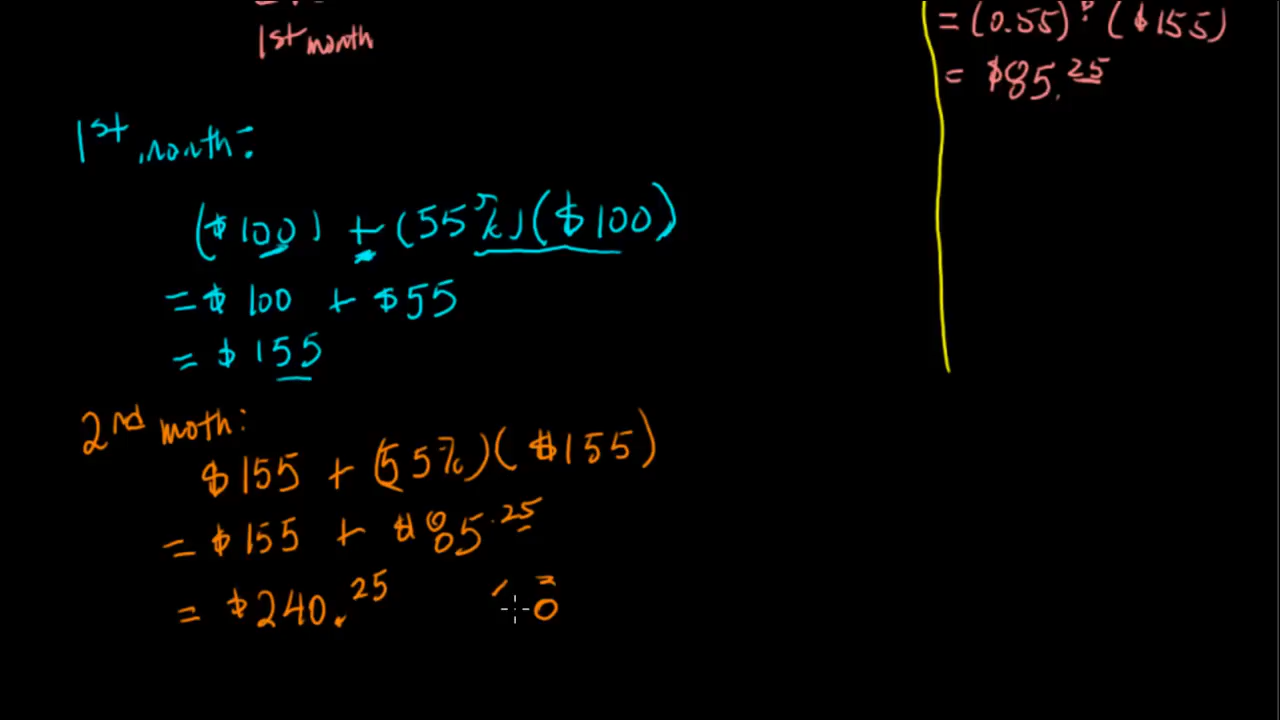 1st month
= (0.55) ($155)
= $85.25
1st month:
($100) + (55%)($100)
= $100 + $55
= $155
2nd moth:
$155 + (55%)($155)
= $155 + $85.25
= $240.25